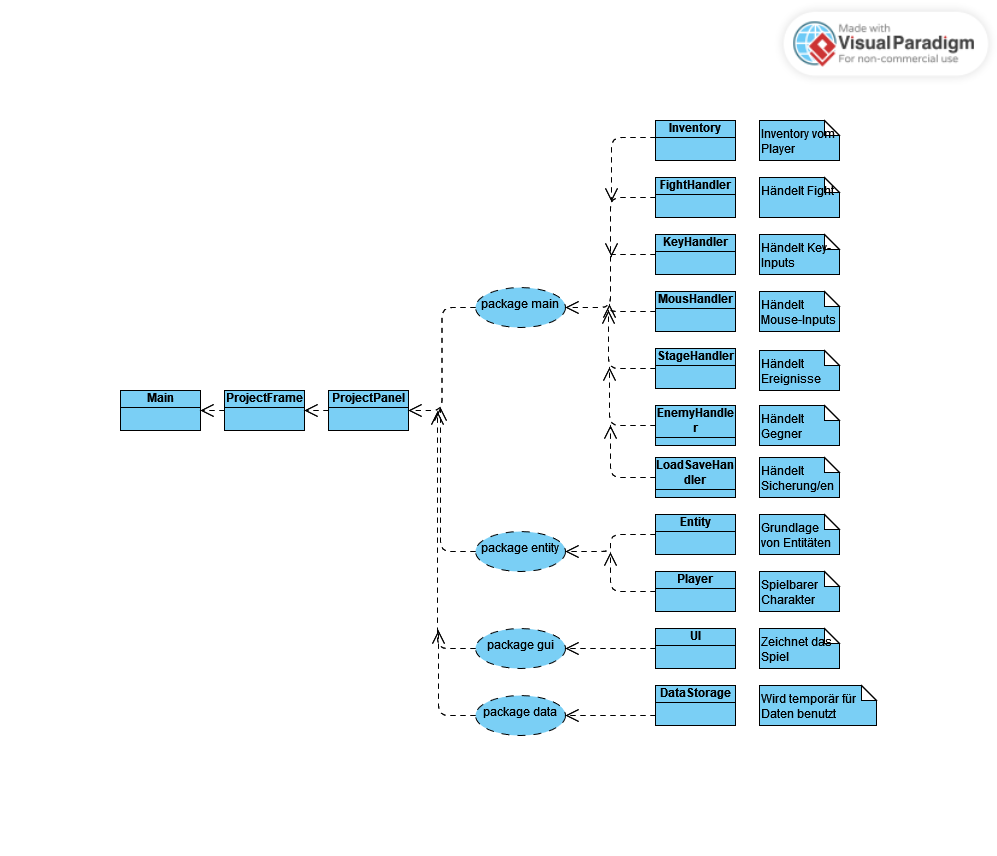 Made with
Visual Paradigm
For non-commercial use
Inventory
Inventory vom
Player
FightHandler
Händelt Fight
KeyHandler
Händelt Key-
Inputs
package main
MousHandler
Händelt
Mouse-Inputs
StageHandler
Händelt
Ereignisse
Main
ProjectFrame
ProjectPanel
EnemyHandle
r
Händelt
Gegner
LoadSaveHan
dler
Händelt
Sicherung/en
Entity
Grundlage
von Entitäten
package entity
Player
Spielbarer
Charakter
package gui
UI
Zeichnet das
Spiel
package data
DataStorage
Wird temporär für
Daten benutzt